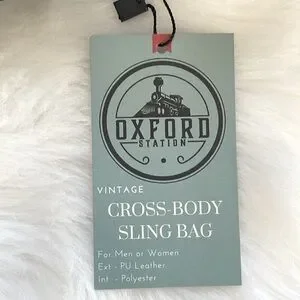 OXFORD
STATION
VINTAGE
CROSS-BODY
SLING BAG
For Men or Women
Ext - PU Leather
Int - Polyester